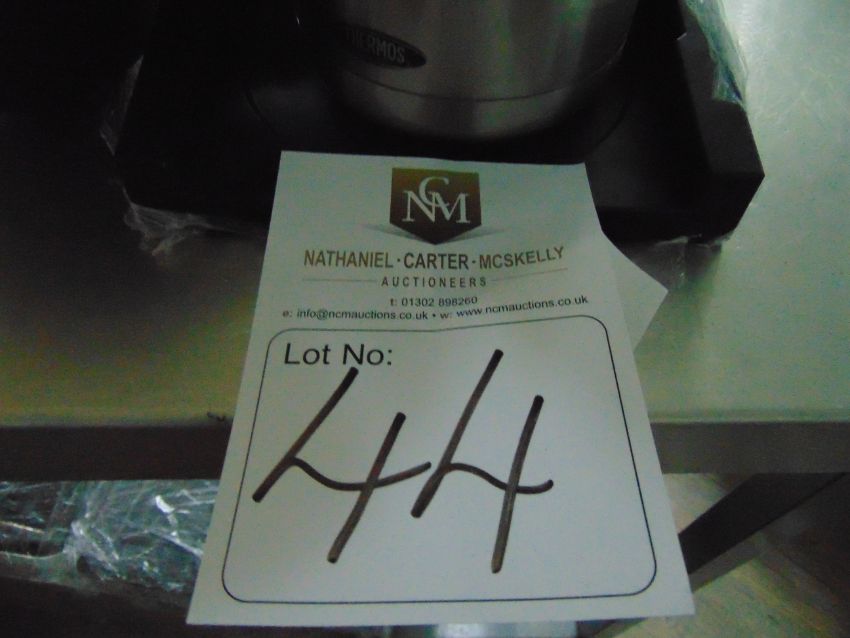 THERMOS
NCM
NATHANIEL · CARTER · MCSKELLY
AUCTIONEERS
t: 01302 898260
e: info@ncmauctions.co.uk • w: www.ncmauctions.co.uk
Lot No:
44